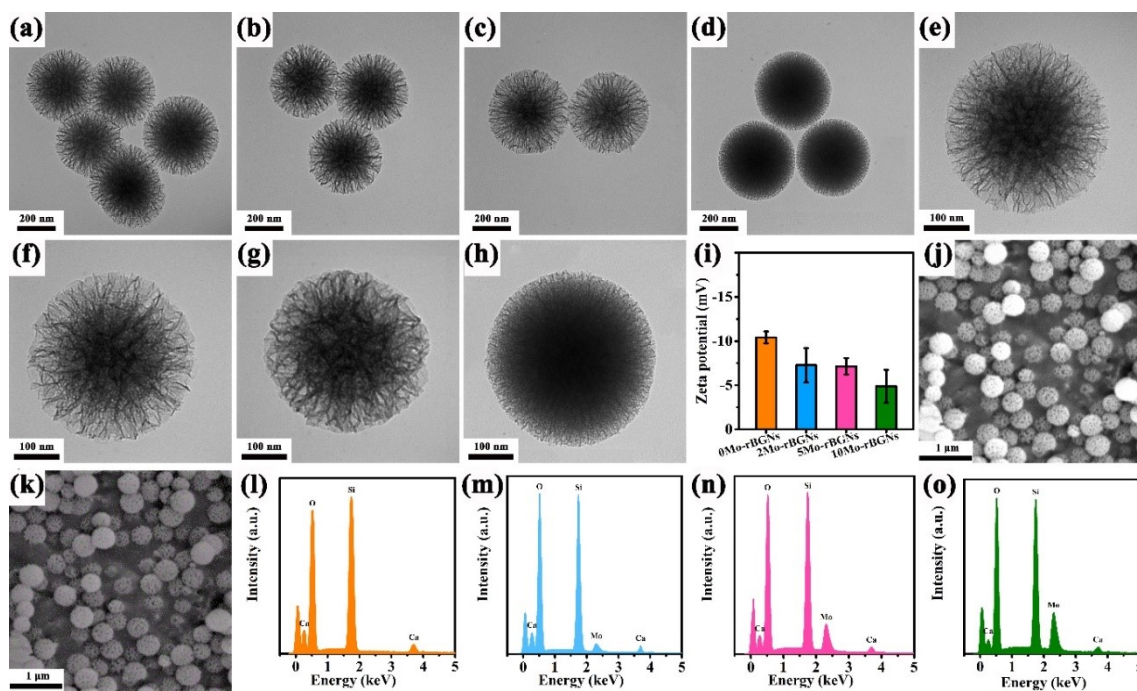 (a)
200 nm
(b)
200 nm
(c)
200 nm
(d)
200 nm
(e)
100 nm
(f)
100 nm
(g)
100 nm
(h)
100 nm
(i)
Zeta potential (mV)
-15
-10
-5
0
0Mo-rBGNs
2Mo-rBGNs
5Mo-rBGNs
10Mo-rBGNs
(j)
1 μm
(k)
1 μm
(l)
Intensity (a.u.)
Ca
O
Si
Ca
0 1 2 3 4 5
Energy (keV)
(m)
Intensity (a.u.)
Ca
O
Si
Mo
Ca
0 1 2 3 4 5
Energy (keV)
(n)
Intensity (a.u.)
Ca
O
Si
Mo
Ca
0 1 2 3 4 5
Energy (keV)
(o)
Intensity (a.u.)
Ca
O
Si
Mo
Ca
0 1 2 3 4 5
Energy (keV)